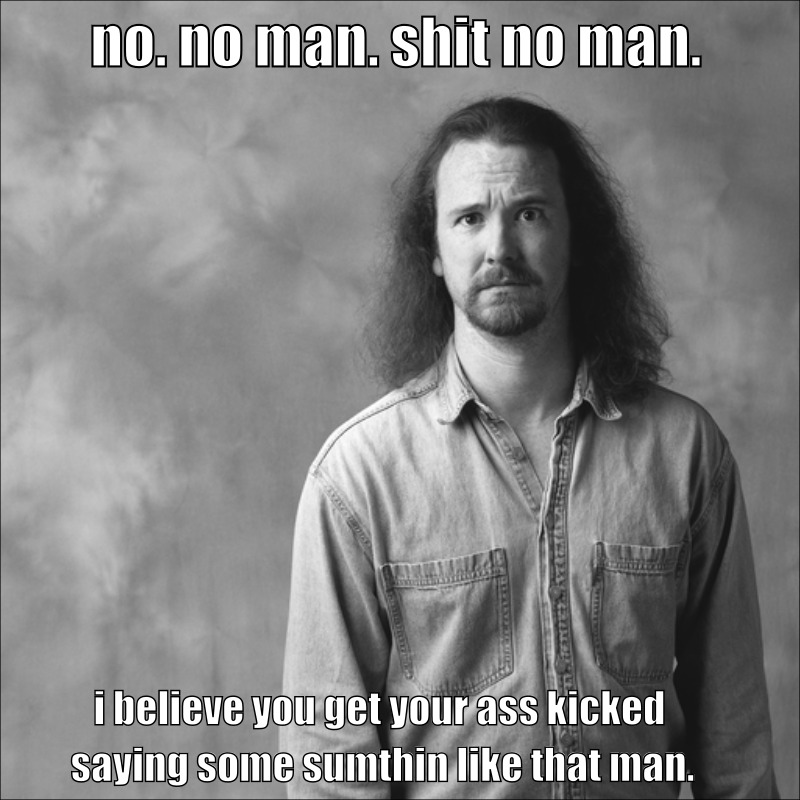 no. no man. shit no man.
i believe you get your ass kicked
saying some sumthin like that man.